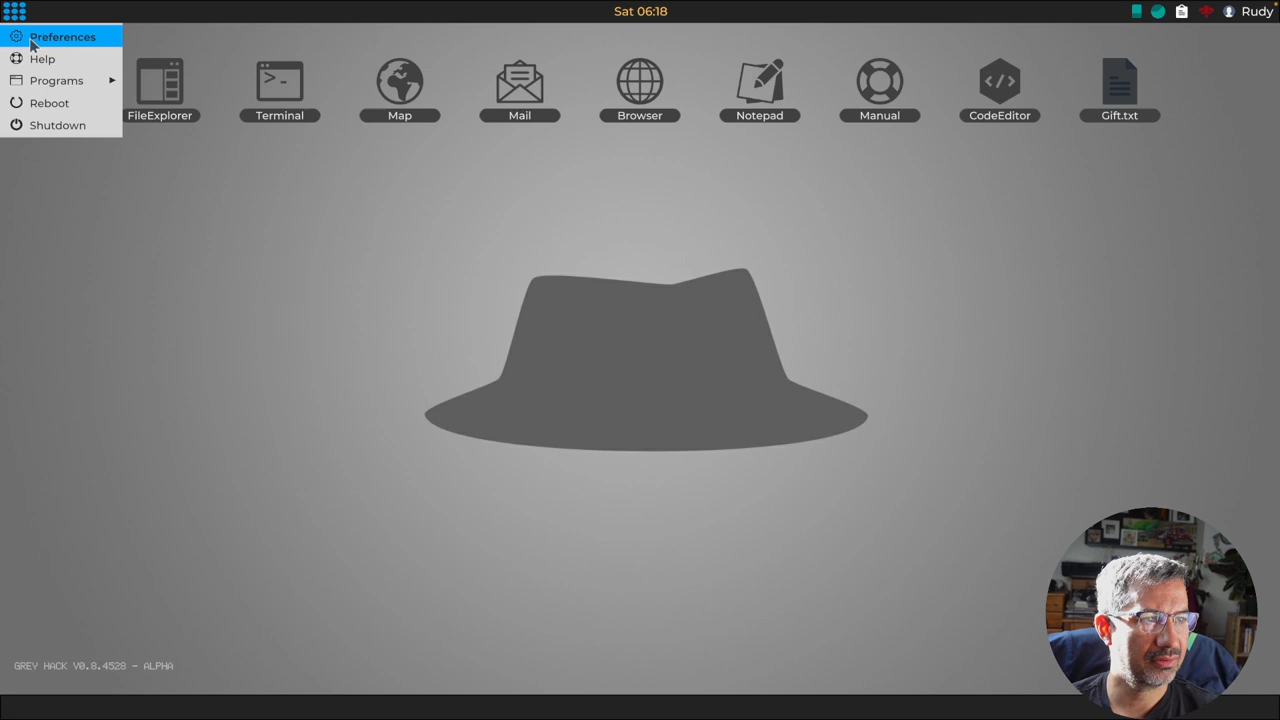 Sat 06:18
Rudy
Preferences
Help
Programs
Reboot
Shutdown
FileExplorer
Terminal
Map
Mail
Browser
Notepad
Manual
CodeEditor
Gift.txt
GREY HACK V0.8.4528 - ALPHA